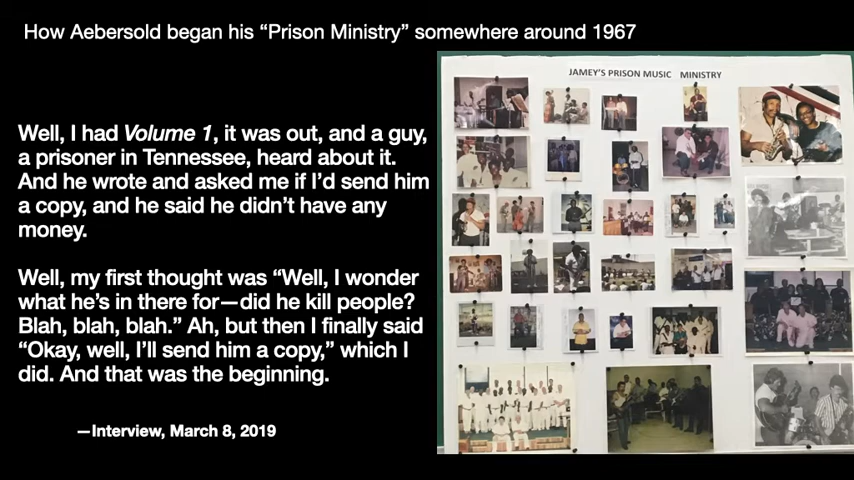 How Aebersold began his “Prison Ministry” somewhere around 1967
JAMEY'S PRISON MUSIC MINISTRY
Well, I had Volume 1, it was out, and a guy,
a prisoner in Tennessee, heard about it.
And he wrote and asked me if I’d send him
a copy, and he said he didn’t have any
money.
Well, my first thought was “Well, I wonder
what he’s in there for—did he kill people?
Blah, blah, blah.” Ah, but then I finally said
“Okay, well, I’ll send him a copy,” which I
did. And that was the beginning.
—Interview, March 8, 2019